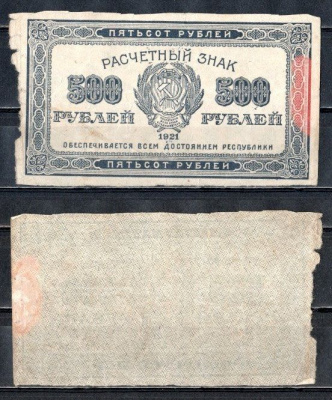 ПЯТЬСОТ РУБЛЕЙ
РАСЧЕТНЫЙ ЗНАК
500 500
РУБЛЕЙ РУБЛЕЙ
1921
ОБЕСПЕЧИВАЕТСЯ ВСЕМ ДОСТОЯНИЕМ РЕСПУБЛИКИ
ПЯТЬСОТ РУБЛЕЙ